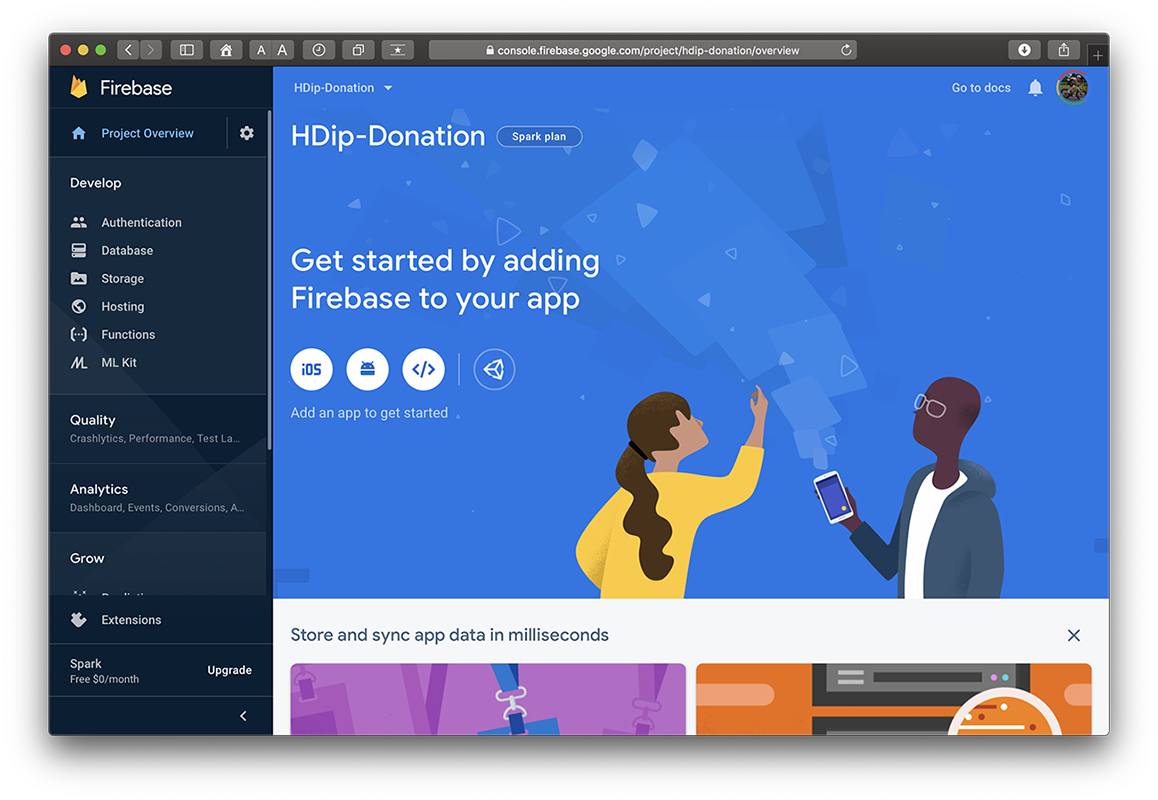 A A
console.firebase.google.com/project/hdip-donation/overview
Firebase
Project Overview
Develop
Authentication
Database
Storage
Hosting
Functions
ML
ML Kit
Quality
Crashlytics, Performance, Test La...
Analytics
Dashboard, Events, Conversions, A...
Grow
Extensions
Spark
Free $0/month
Upgrade
HDip-Donation
Go to docs
HDip-Donation
Spark plan
Get started by adding
Firebase to your app
iOS
Add an app to get started
Store and sync app data in milliseconds